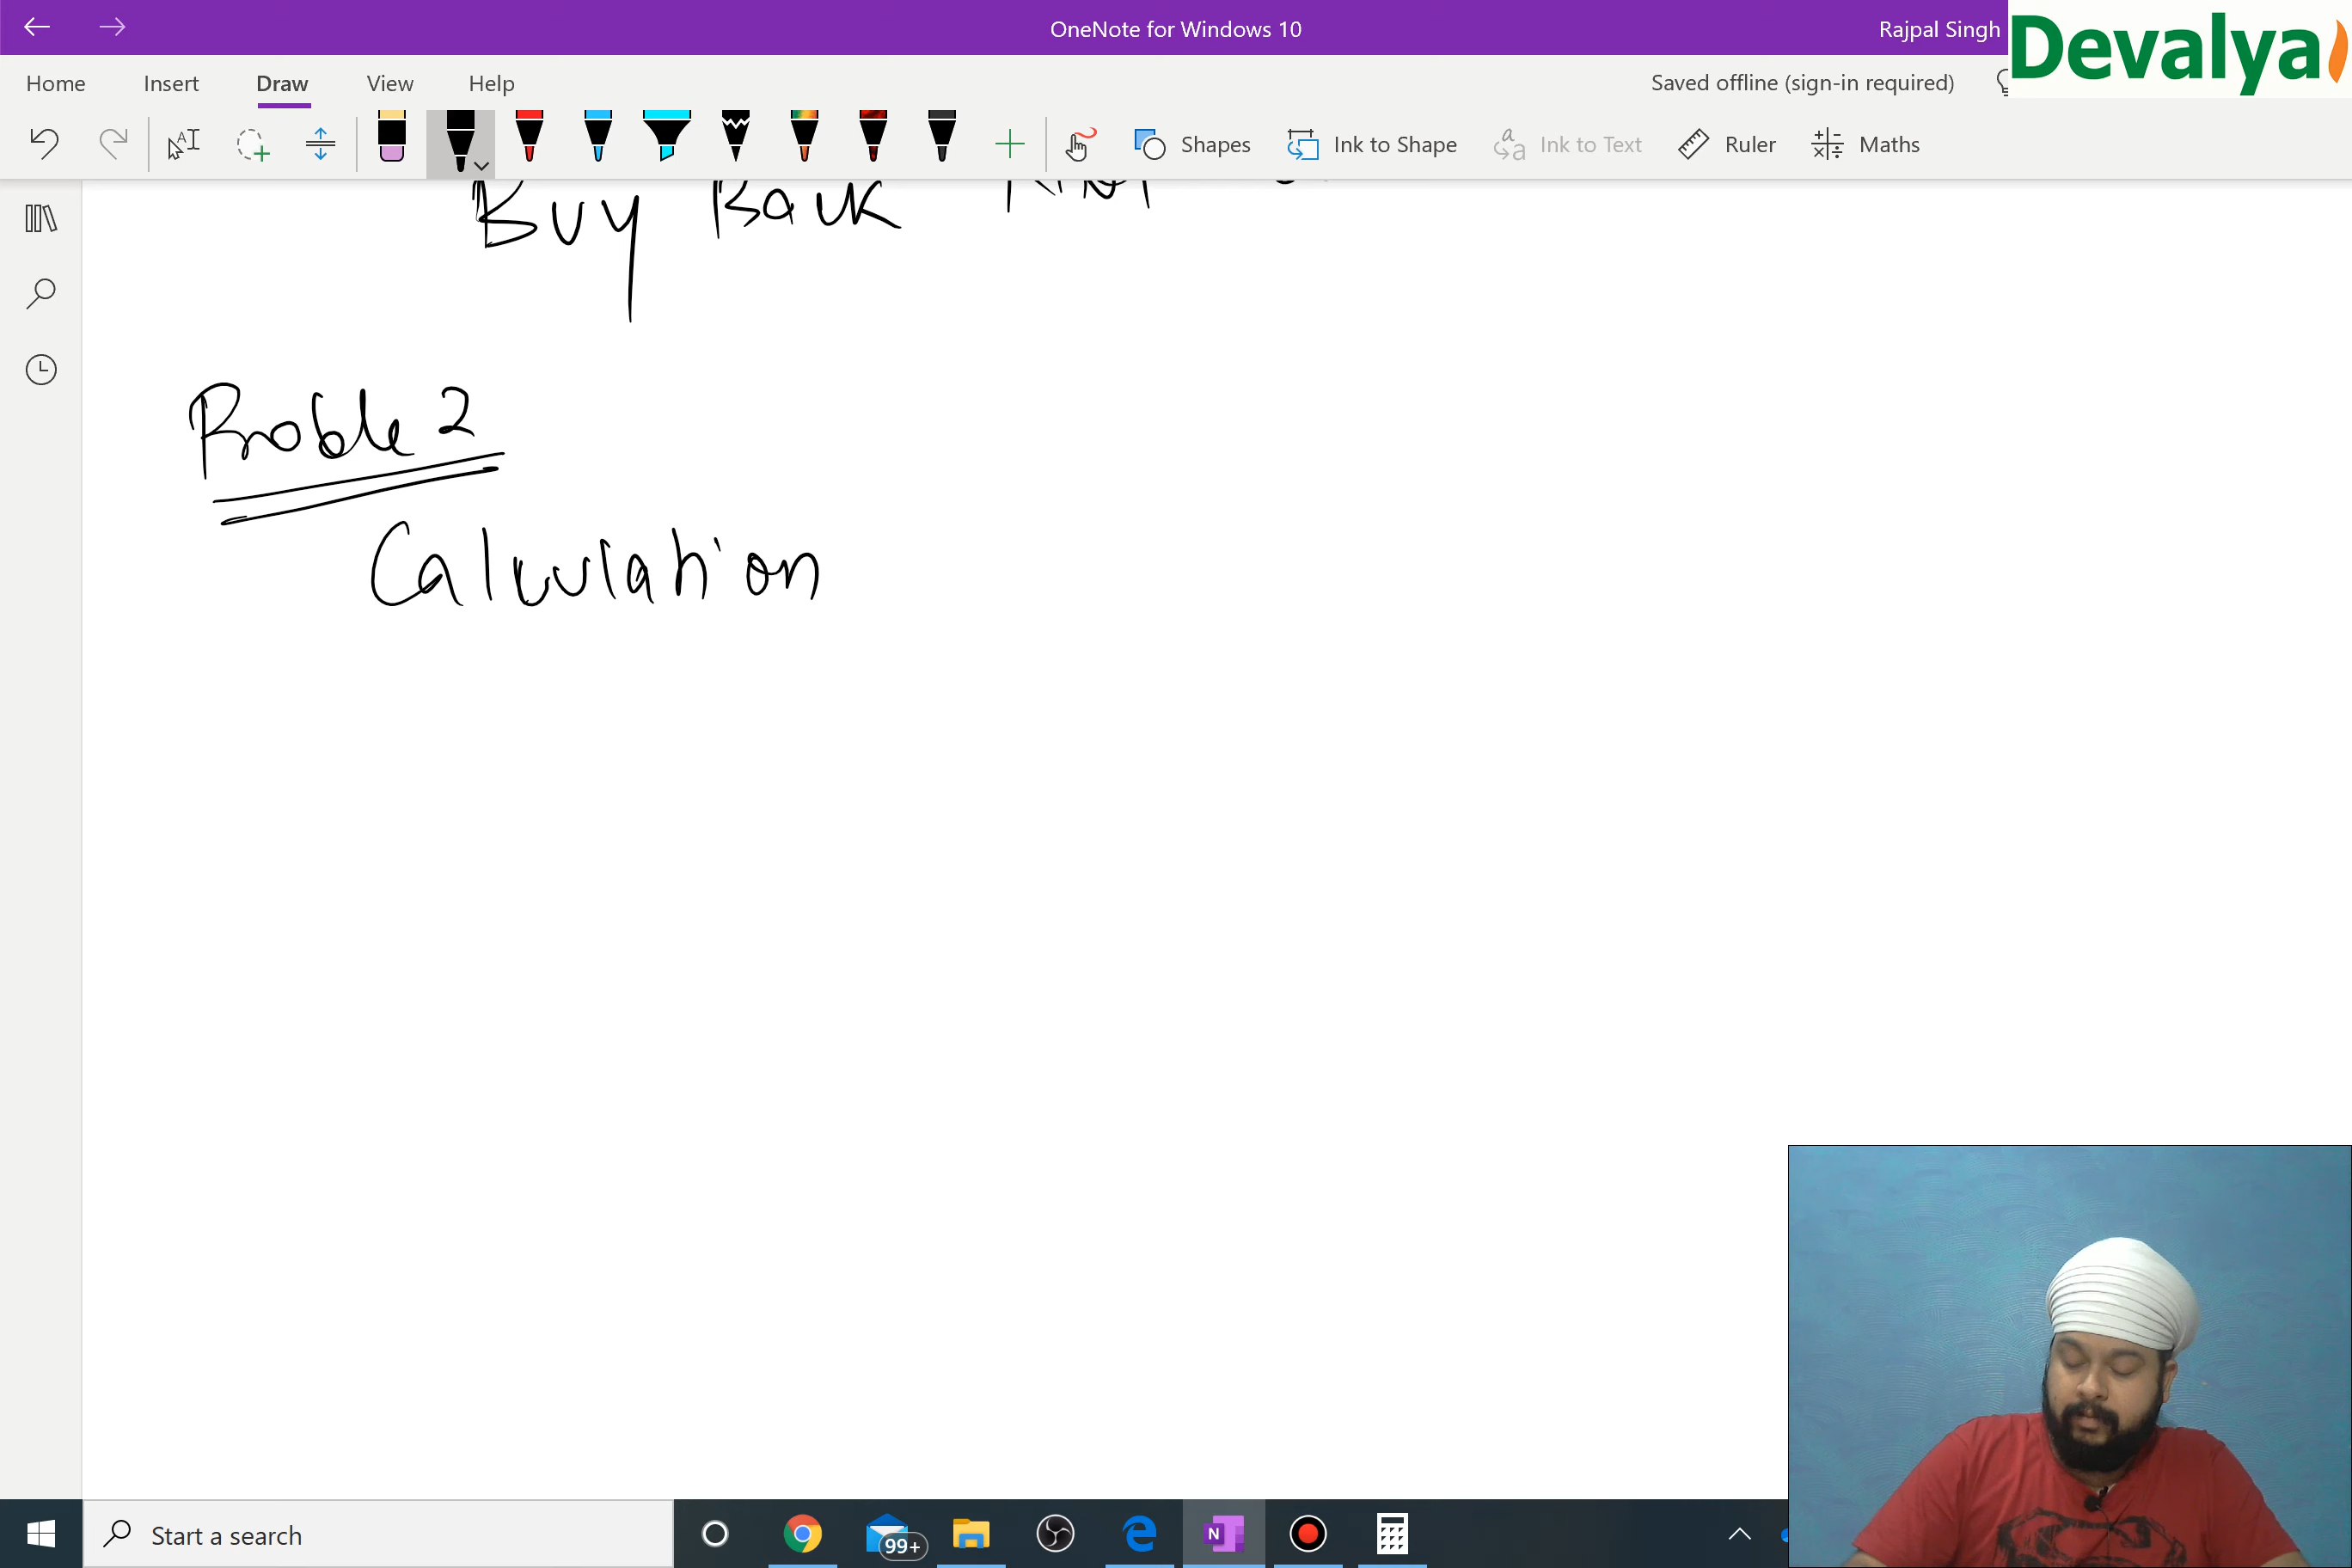 OneNote for Windows 10
Rajpal Singh
Devalya
Home Insert Draw View Help
Saved offline (sign-in required)
Shapes Ink to Shape Ink to Text Ruler Maths
Buy Back
Proble 2
Calculation
Start a search
99+